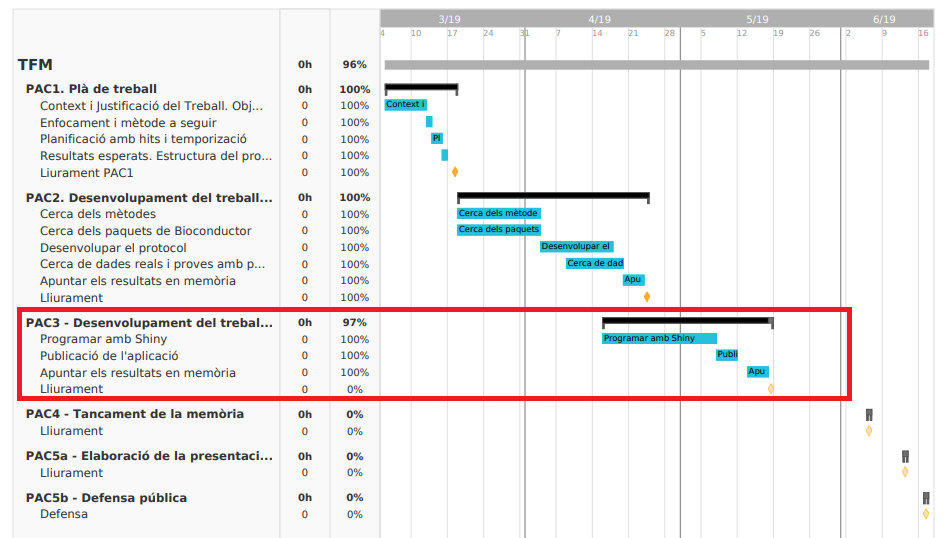 3/19 4/19 5/19 6/19
4 10 17 24 31 7 14 21 28 5 12 19 26 2 9 16
TFM 0h 96%
PAC1. Plà de treball 0h 100%
Context i Justificació del Treball. Obj... 0 100% Context i
Enfocament i mètode a seguir 0 100%
Planificació amb hits i temporizació 0 100% Pl
Resultats esperats. Estructura del pro... 0 100%
Liurament PAC1 0 100%
PAC2. Desenvolupament del treball... 0h 100%
Cerca dels mètodes 0 100% Cerca dels mètode
Cerca dels paquets de Bioconductor 0 100% Cerca dels paquets
Desenvolupar el protocol 0 100% Desenvolupar el
Cerca de dades reals i proves amb p... 0 100% Cerca de dad
Apuntar els resultats en memòria 0 100% Apu
Lliurament 0 100%
PAC3 - Desenvolupament del trebal... 0h 97%
Programar amb Shiny 0 100% Programar amb Shiny
Publicació de l'aplicació 0 100% Publi
Apuntar els resultats en memòria 0 100% Apu
Lliurament 0 0%
PAC4 - Tancament de la memòria 0h 0%
Lliurament 0 0%
PAC5a - Elaboració de la presentaci... 0h 0%
Lliurament 0 0%
PAC5b - Defensa pública 0h 0%
Defensa 0 0%